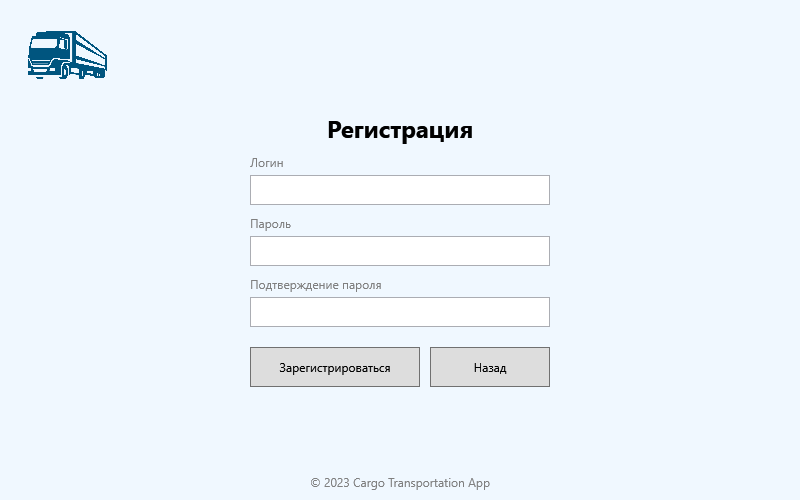 Регистрация
Логин
Пароль
Подтверждение пароля
Зарегистрироваться
Назад
© 2023 Cargo Transportation App